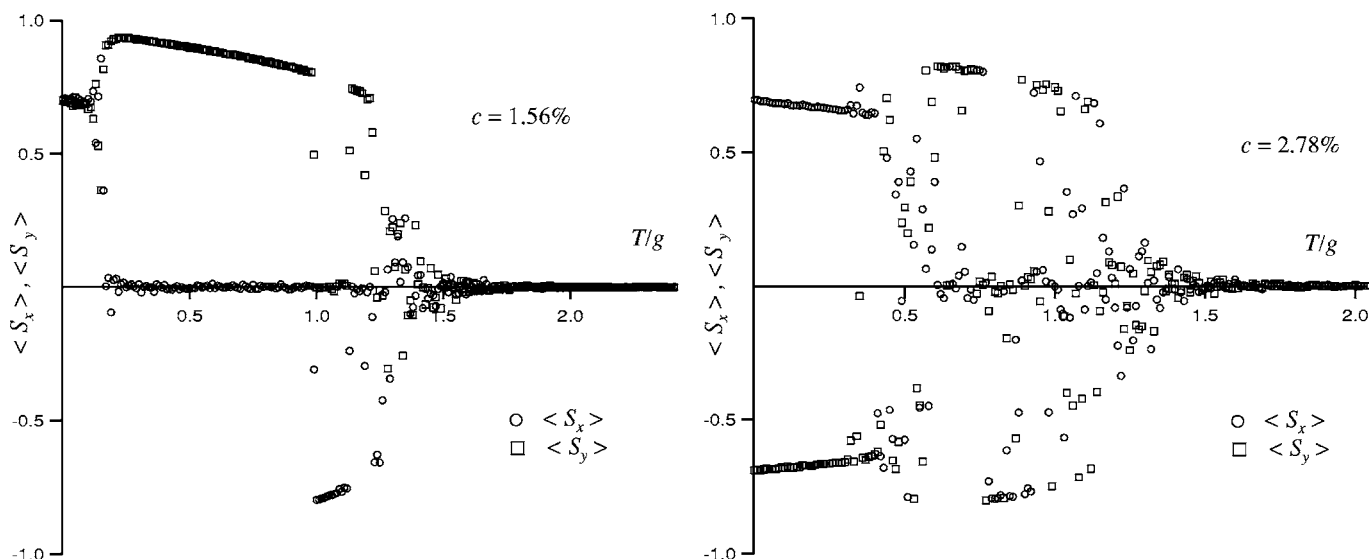 1.0
0.5
-0.5
-1.0
0.5
1.0
1.5
2.0
< S_x > , < S_y >
c = 1.56%
T/g
< S_x >
< S_y >
1.0
0.5
-0.5
-1.0
0.5
1.0
1.5
2.0
< S_x > , < S_y >
c = 2.78%
T/g
< S_x >
< S_y >